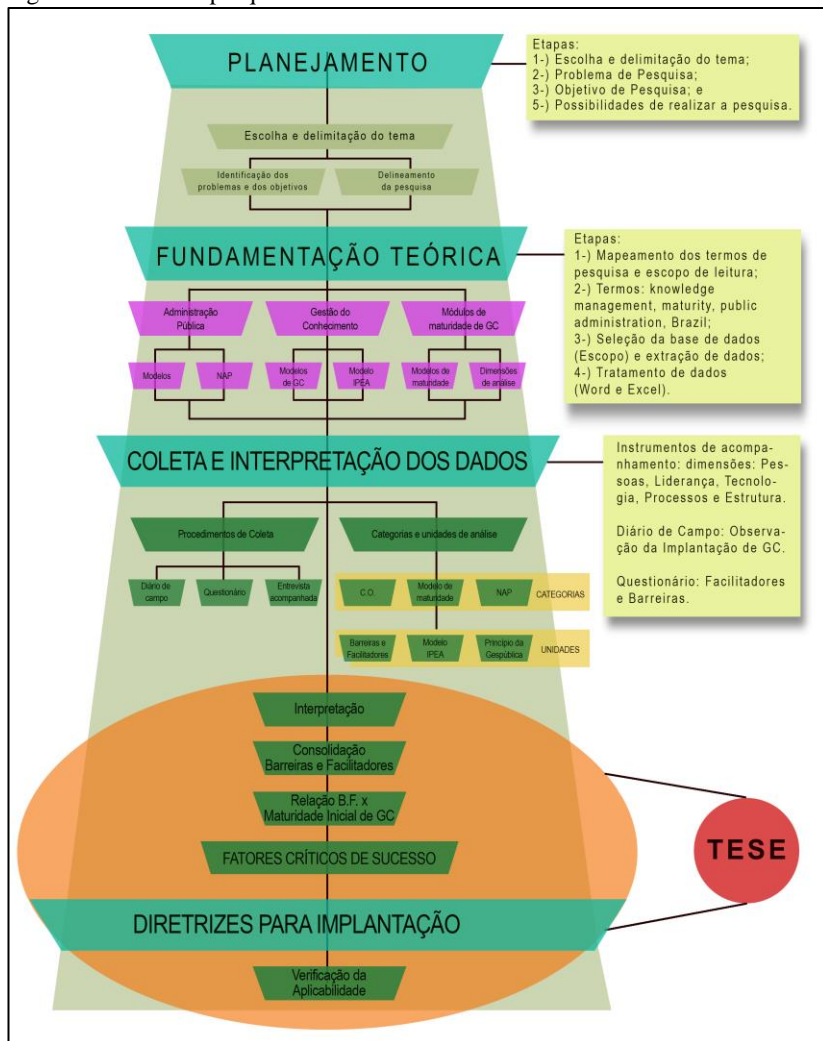 PLANEJAMENTO
Etapas:
1-) Escolha e delimitação do tema;
2-) Problema de Pesquisa;
3-) Objetivo de Pesquisa; e
5-) Possibilidades de realizar a pesquisa.
Escolha e delimitação do tema
Identificação dos
problemas e dos objetivos
Delineamento
da pesquisa
FUNDAMENTAÇÃO TEÓRICA
Etapas:
1-) Mapeamento dos termos de
pesquisa e escopo de leitura;
2-) Termos: knowledge
management, maturity, public
administration, Brazil;
3-) Seleção da base de dados
(Escopo) e extração de dados;
4-) Tratamento de dados
(Word e Excel).
Administração
Pública
Gestão do
Conhecimento
Módulos de
maturidade de GC
Modelos
NAP
Modelos
de GC
Modelo
IPEA
Modelos de
maturidade
Dimensões
de análise
COLETA E INTERPRETAÇÃO DOS DADOS
Instrumentos de acompa-
nhamento: dimensões: Pes-
soas, Liderança, Tecnolo-
gia, Processos e Estrutura.
Diário de Campo: Observa-
ção da Implantação de GC.
Questionário: Facilitadores
e Barreiras.
Procedimentos de Coleta
Categorias e unidades de análise
Diário de
campo
Questionário
Entrevista
acompanhada
C.O.
Modelo de
maturidade
NAP
CATEGORIAS
Barreiras e
Facilitadores
Modelo
IPEA
Princípio da
Gespública
UNIDADES
Interpretação
Consolidação
Barreiras e Facilitadores
Relação B.F. x
Maturidade Inicial de GC
FATORES CRÍTICOS DE SUCESSO
TESE
DIRETRIZES PARA IMPLANTAÇÃO
Verificação da
Aplicabilidade